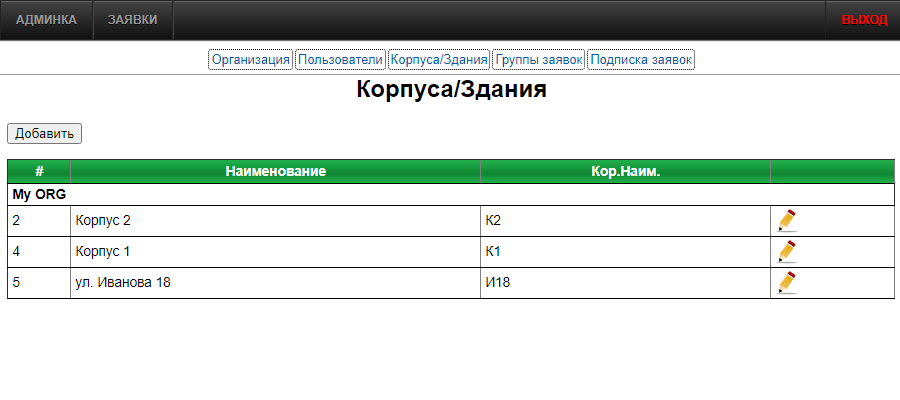 АДМИНКА ЗАЯВКИ ВЫХОД
Организация Пользователи Корпуса/Здания Группы заявок Подписка заявок
Корпуса/Здания
Добавить
# Наименование Кор.Наим.
My ORG
2 Корпус 2 К2
4 Корпус 1 К1
5 ул. Иванова 18 И18